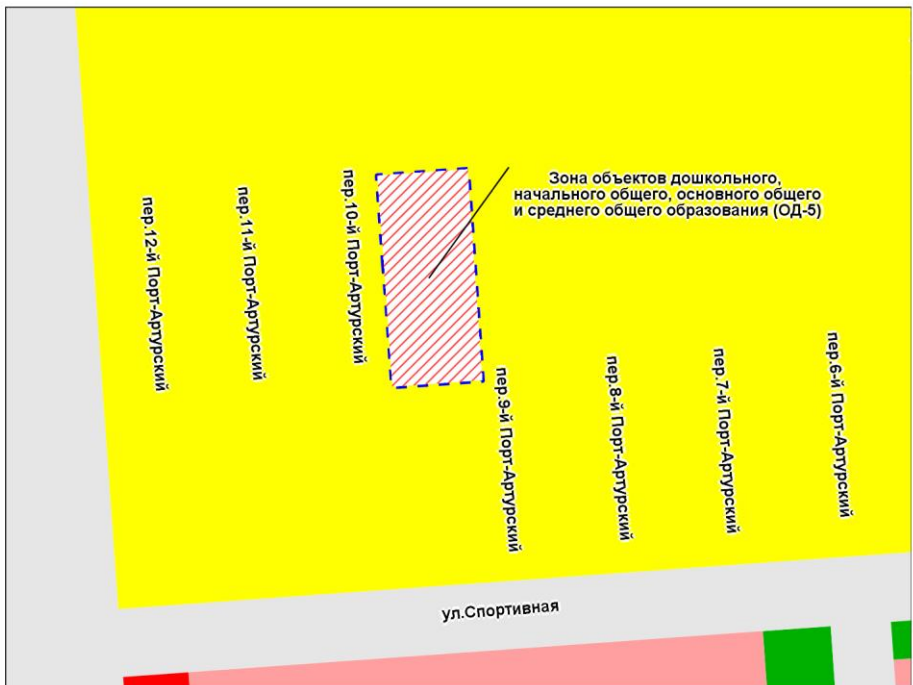 Зона объектов дошкольного,
начального общего, основного общего
и среднего общего образования (ОД-5)
пер.12-й Порт-Артурский
пер.11-й Порт-Артурский
пер.10-й Порт-Артурский
пер.9-й Порт-Артурский
пер.8-й Порт-Артурский
пер.7-й Порт-Артурский
пер.6-й Порт-Артурский
ул.Спортивная